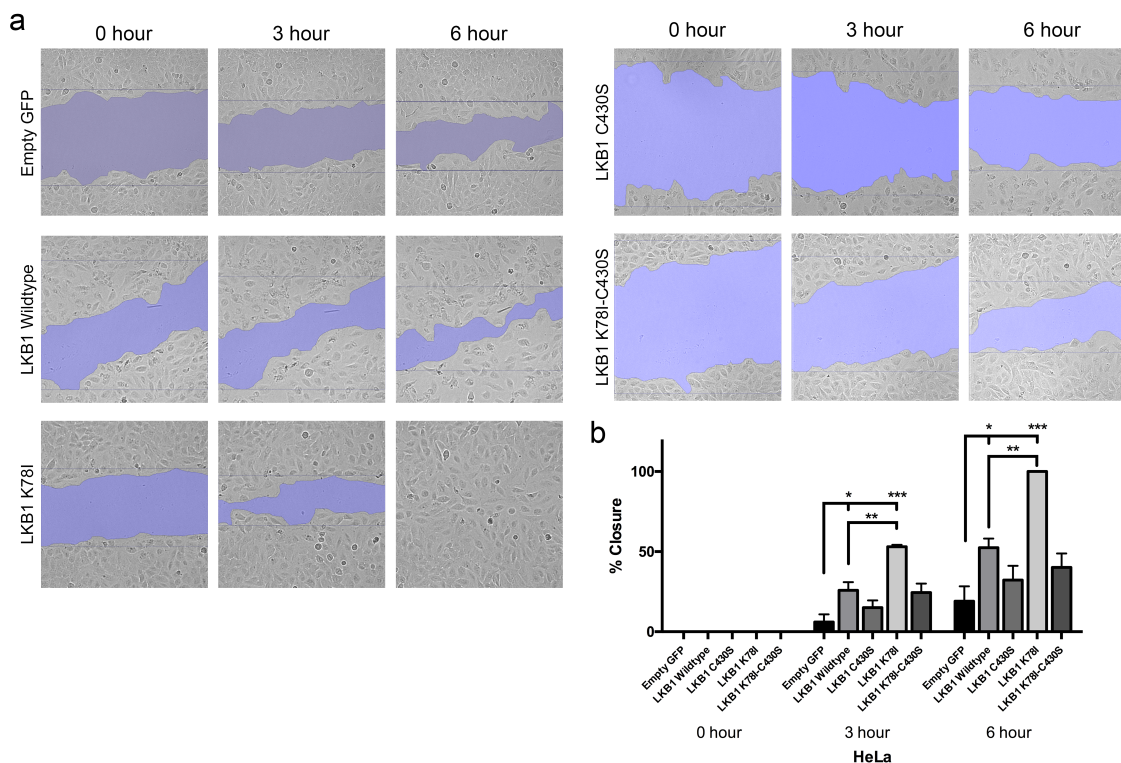 a
0 hour
3 hour
6 hour
Empty GFP
LKB1 Wildtype
LKB1 K78I
0 hour
3 hour
6 hour
LKB1 C430S
LKB1 K78I-C430S
b
* ***
**
* ***
**
100
50
0
% Closure
Empty GFP
LKB1 Wildtype
LKB1 C430S
LKB1 K78I
LKB1 K78I-C430S
Empty GFP
LKB1 Wildtype
LKB1 C430S
LKB1 K78I
LKB1 K78I-C430S
Empty GFP
LKB1 Wildtype
LKB1 C430S
LKB1 K78I
LKB1 K78I-C430S
0 hour
3 hour
6 hour
HeLa